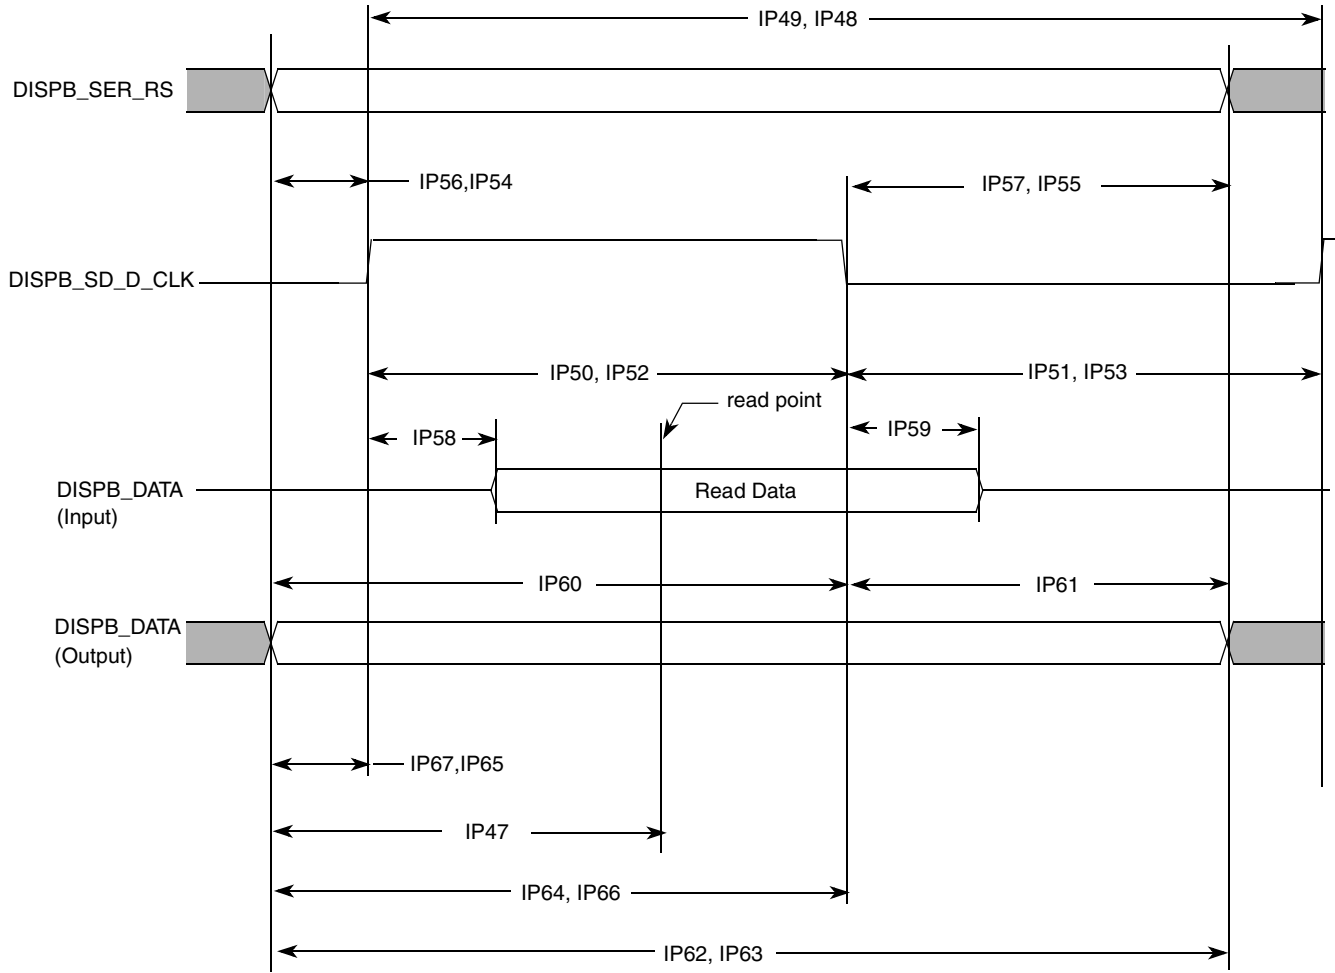 IP49, IP48
DISPB_SER_RS
IP56,IP54
IP57, IP55
DISPB_SD_D_CLK
IP50, IP52
IP51, IP53
read point
IP58
IP59
DISPB_DATA
(Input)
Read Data
IP60
IP61
DISPB_DATA
(Output)
IP67,IP65
IP47
IP64, IP66
IP62, IP63